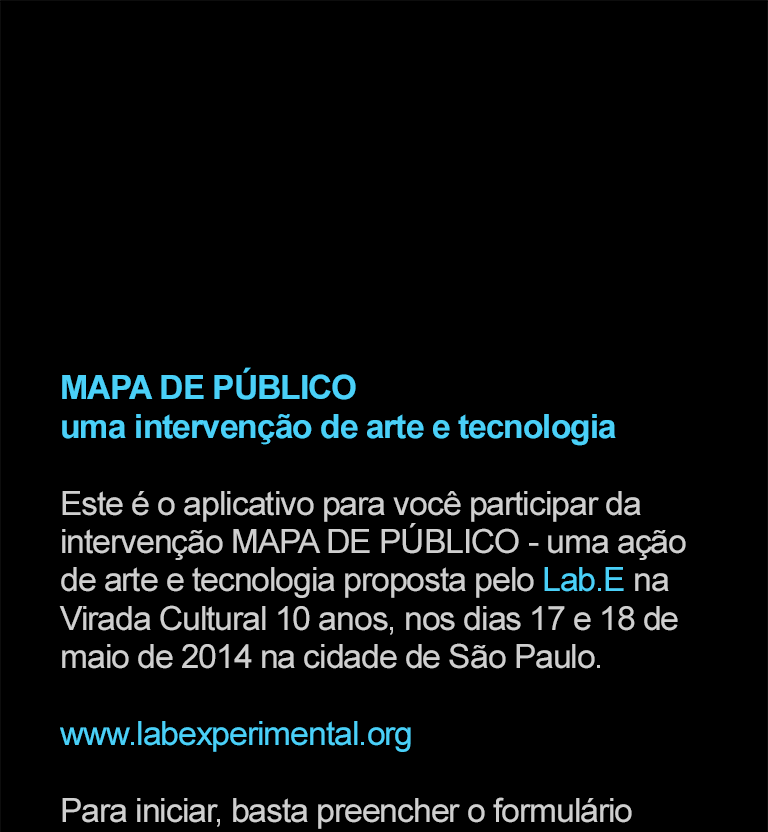 MAPA DE PÚBLICO
uma intervenção de arte e tecnologia
Este é o aplicativo para você participar da
intervenção MAPA DE PÚBLICO - uma ação
de arte e tecnologia proposta pelo Lab.E na
Virada Cultural 10 anos, nos dias 17 e 18 de
maio de 2014 na cidade de São Paulo.
www.labexperimental.org
Para iniciar, basta preencher o formulário